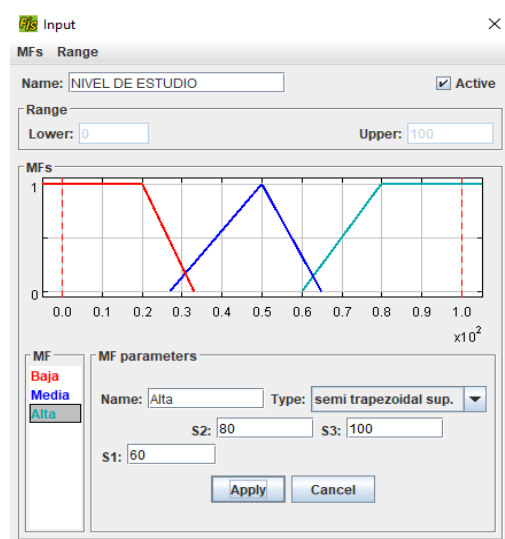 Fis Input
MFs Range
Name: NIVEL DE ESTUDIO Active
Range
Lower: 0 Upper: 100
MFs
1
0
0.0 0.1 0.2 0.3 0.4 0.5 0.6 0.7 0.8 0.9 1.0
x10²
MF
Baja
Media
Alta
MF parameters
Name: Alta Type: semi trapezoidal sup.
S2: 80 S3: 100
S1: 60
Apply Cancel